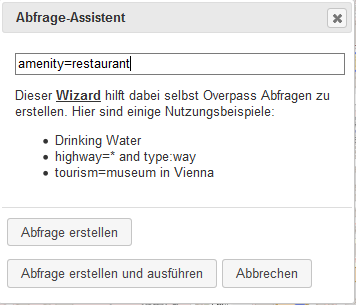 Abfrage-Assistent
amenity=restaurant
Dieser Wizard hilft dabei selbst Overpass Abfragen zu
erstellen. Hier sind einige Nutzungsbeispiele:
Drinking Water
highway=* and type:way
tourism=museum in Vienna
Abfrage erstellen
Abfrage erstellen und ausführen Abbrechen